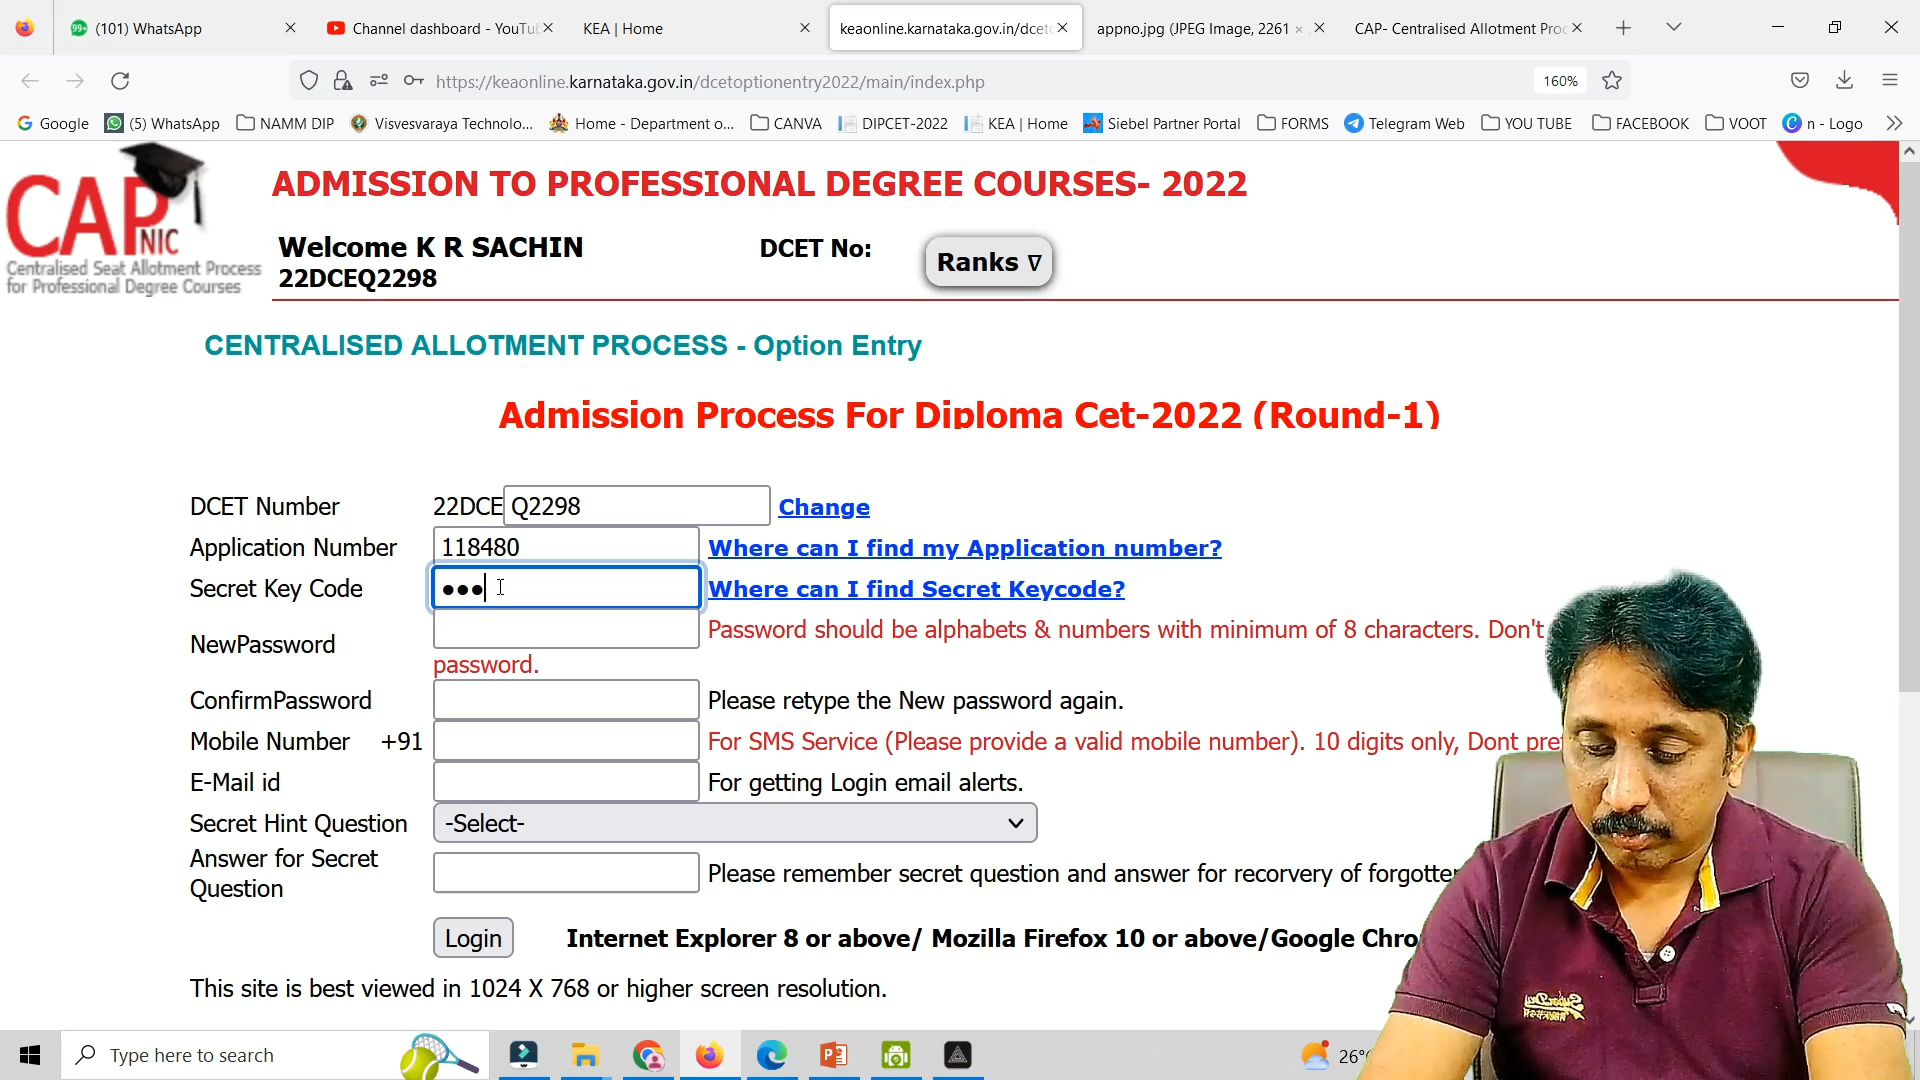 (101) WhatsApp
Channel dashboard - YouTu
KEA | Home
keaonline.karnataka.gov.in/dcet
appno.jpg (JPEG Image, 2261 ×
CAP- Centralised Allotment Proc
https://keaonline.karnataka.gov.in/dcetoptionentry2022/main/index.php
160%
Google
(5) WhatsApp
NAMM DIP
Visvesvaraya Technolo...
Home - Department o...
CANVA
DIPCET-2022
KEA | Home
Siebel Partner Portal
FORMS
Telegram Web
YOU TUBE
FACEBOOK
VOOT
n - Logo
CAP NIC
Centralised Seat Allotment Process
for Professional Degree Courses
ADMISSION TO PROFESSIONAL DEGREE COURSES- 2022
Welcome K R SACHIN
22DCEQ2298
DCET No:
Ranks ∇
CENTRALISED ALLOTMENT PROCESS - Option Entry
Admission Process For Diploma Cet-2022 (Round-1)
DCET Number 22DCE Q2298 Change
Application Number 118480 Where can I find my Application number?
Secret Key Code ●●● Where can I find Secret Keycode?
NewPassword Password should be alphabets & numbers with minimum of 8 characters. Don't
password.
ConfirmPassword Please retype the New password again.
Mobile Number +91 For SMS Service (Please provide a valid mobile number). 10 digits only, Dont
E-Mail id For getting Login email alerts.
Secret Hint Question -Select-
Answer for Secret
Question
Please remember secret question and answer for recorvery of
Login
Internet Explorer 8 or above/ Mozilla Firefox 10 or above/Google
This site is best viewed in 1024 X 768 or higher screen resolution.
Type here to search
26°